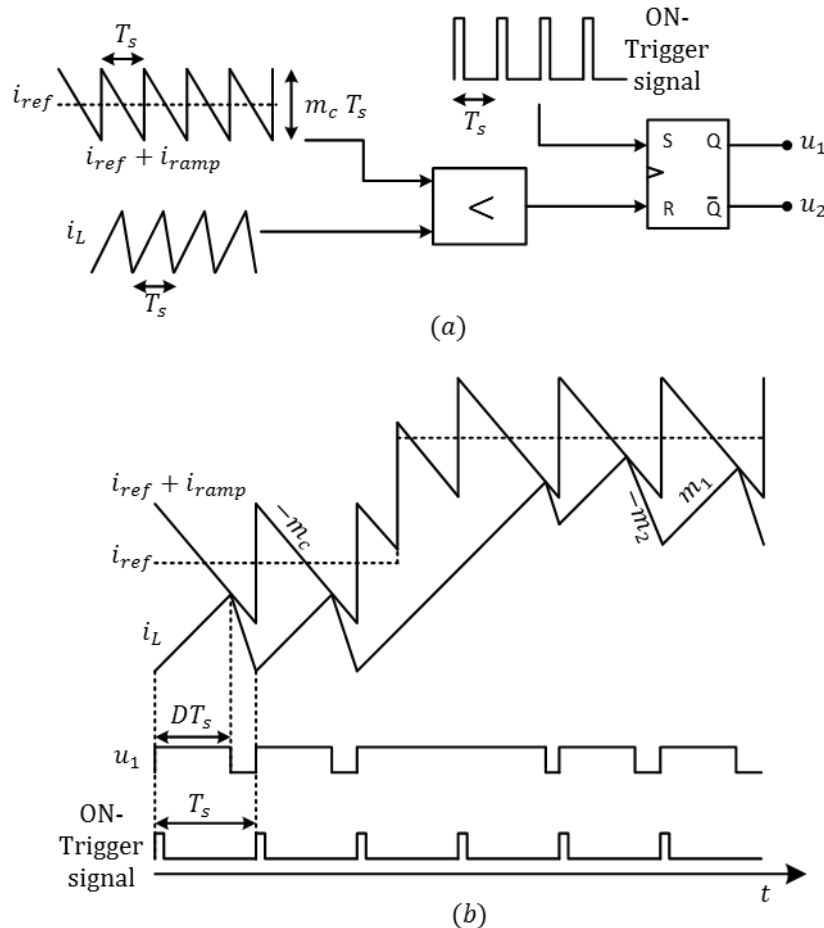 T_s
i_ref
m_c T_s
i_ref + i_ramp
i_L
T_s
ON-
Trigger
signal
T_s
<
S Q
R Q̄
u_1
u_2
(a)
i_ref + i_ramp
−m_c
i_ref
i_L
−m_2
m_1
DT_s
u_1
T_s
ON-
Trigger
signal
t
(b)